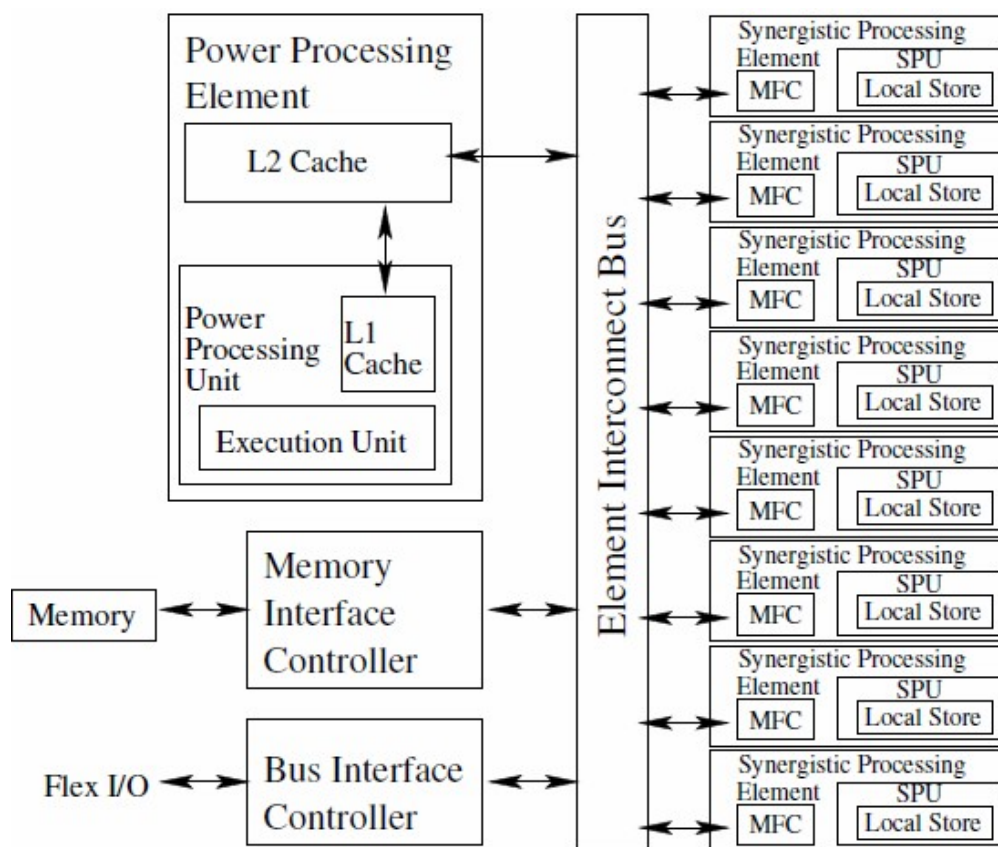 Power Processing
Element
L2 Cache
Power
Processing
Unit
L1
Cache
Execution Unit
Memory
Interface
Controller
Memory
Bus Interface
Controller
Flex I/O
Element Interconnect Bus
Synergistic Processing
Element
SPU
MFC
Local Store
Synergistic Processing
Element
SPU
MFC
Local Store
Synergistic Processing
Element
SPU
MFC
Local Store
Synergistic Processing
Element
SPU
MFC
Local Store
Synergistic Processing
Element
SPU
MFC
Local Store
Synergistic Processing
Element
SPU
MFC
Local Store
Synergistic Processing
Element
SPU
MFC
Local Store
Synergistic Processing
Element
SPU
MFC
Local Store